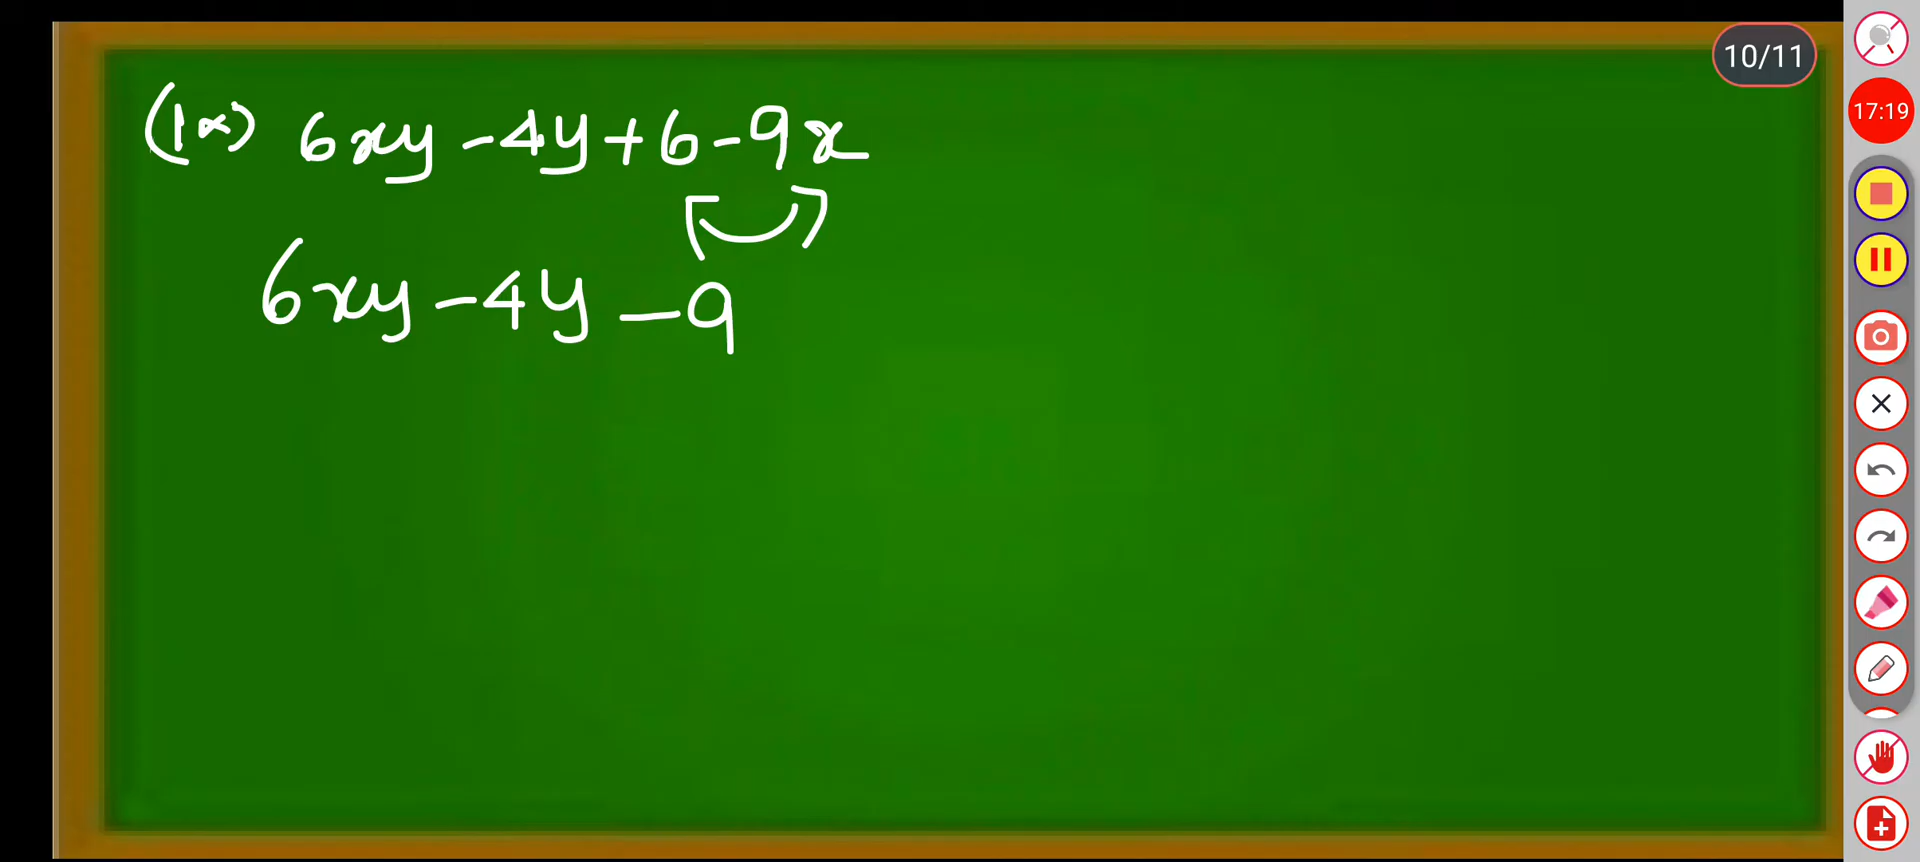 10/11
(ix) 6xy - 4y + 6 - 9x
17:19
6xy - 4y - 9